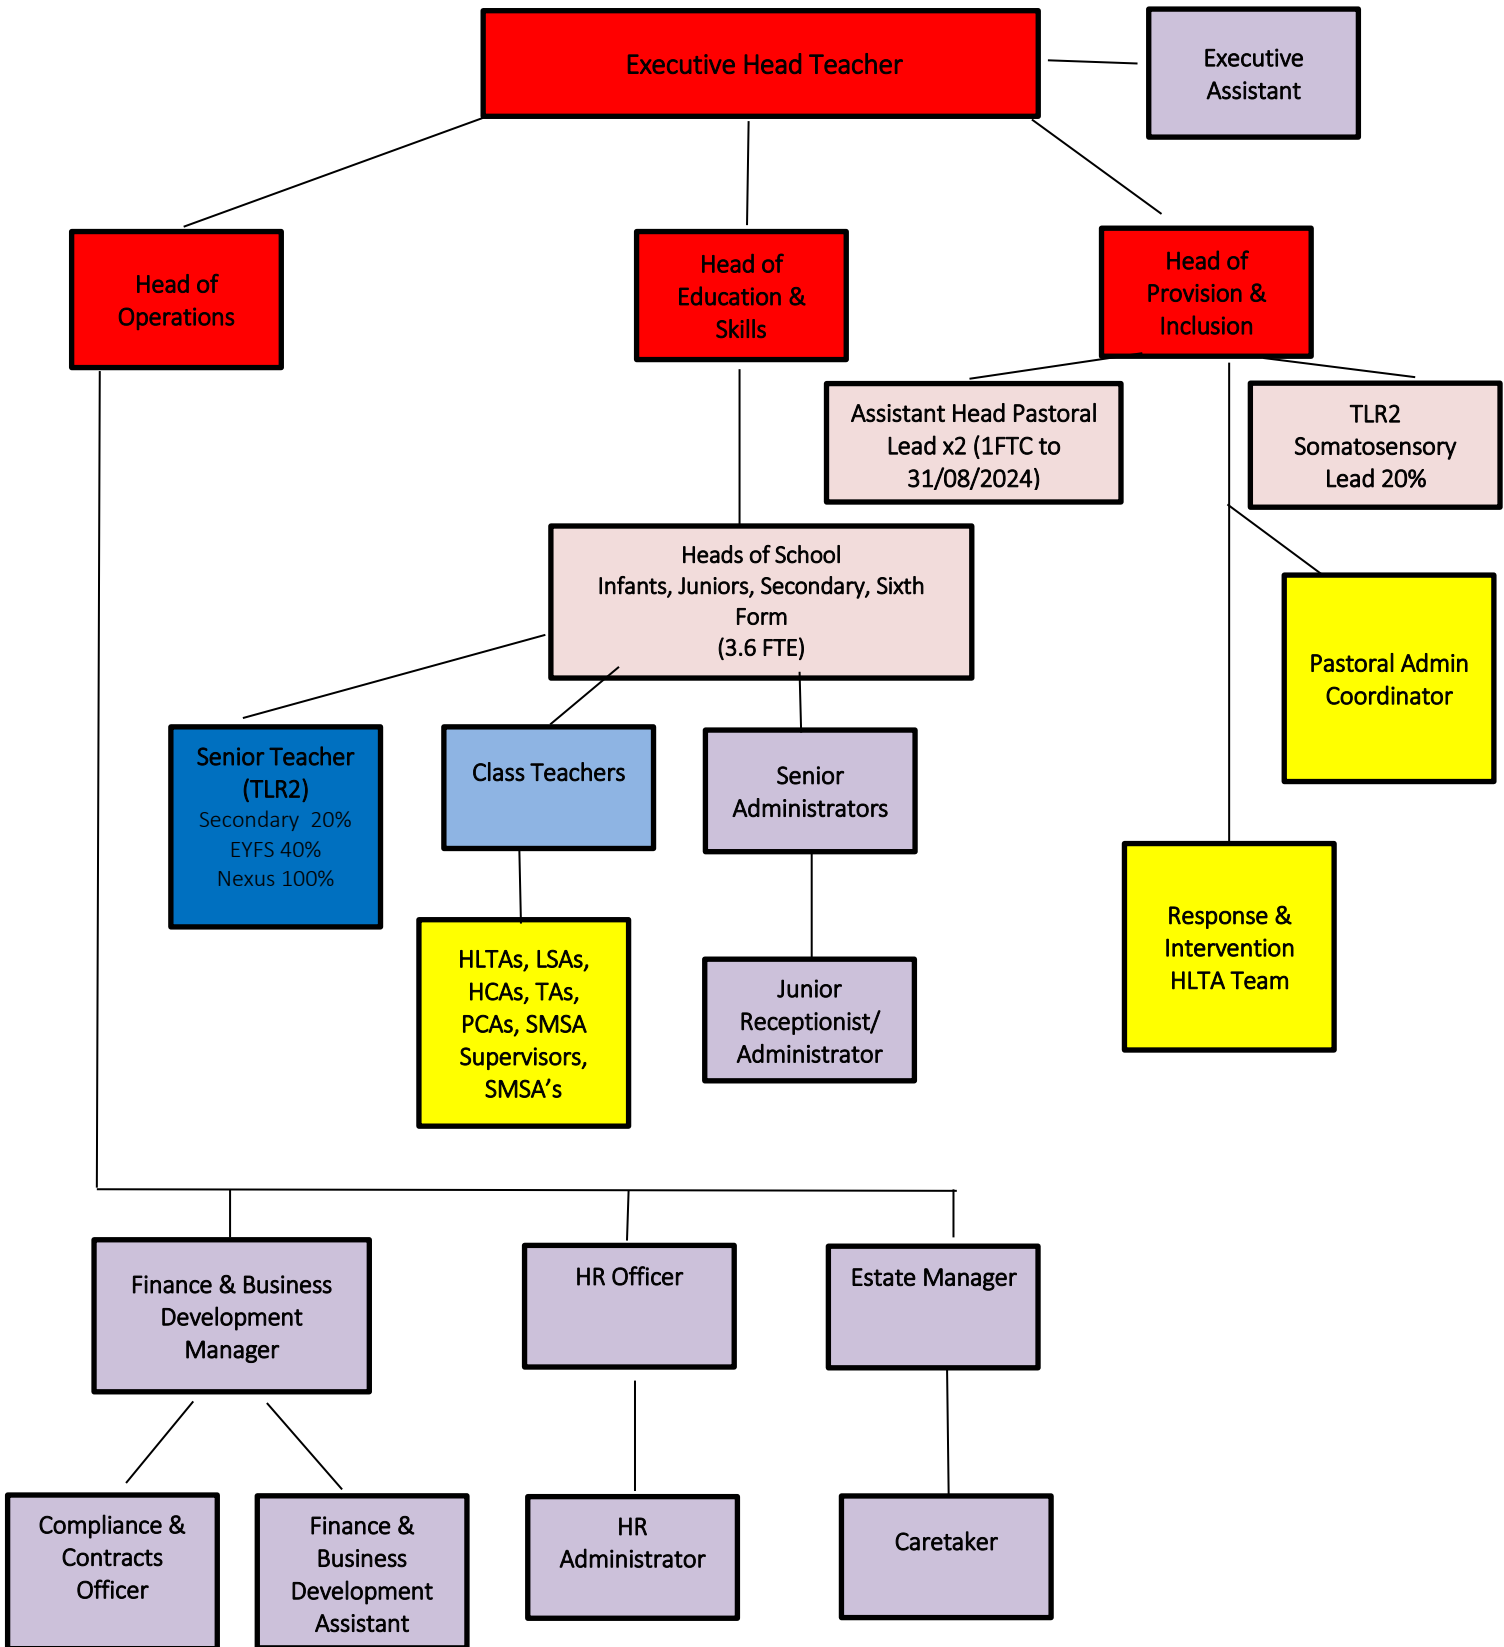 Executive Head Teacher
Executive
Assistant
Head of
Operations
Head of
Education &
Skills
Head of
Provision &
Inclusion
Assistant Head Pastoral
Lead x2 (1FTC to
31/08/2024)
TLR2
Somatosensory
Lead 20%
Heads of School
Infants, Juniors, Secondary, Sixth
Form
(3.6 FTE)
Pastoral Admin
Coordinator
Senior Teacher
(TLR2)
Secondary  20%
EYFS 40%
Nexus 100%
Class Teachers
Senior
Administrators
Response &
Intervention
HLTA Team
HLTAs, LSAs,
HCAs, TAs,
PCAs, SMSA
Supervisors,
SMSA’s
Junior
Receptionist/
Administrator
Finance & Business
Development
Manager
HR Officer
Estate Manager
Compliance &
Contracts
Officer
Finance &
Business
Development
Assistant
HR
Administrator
Caretaker